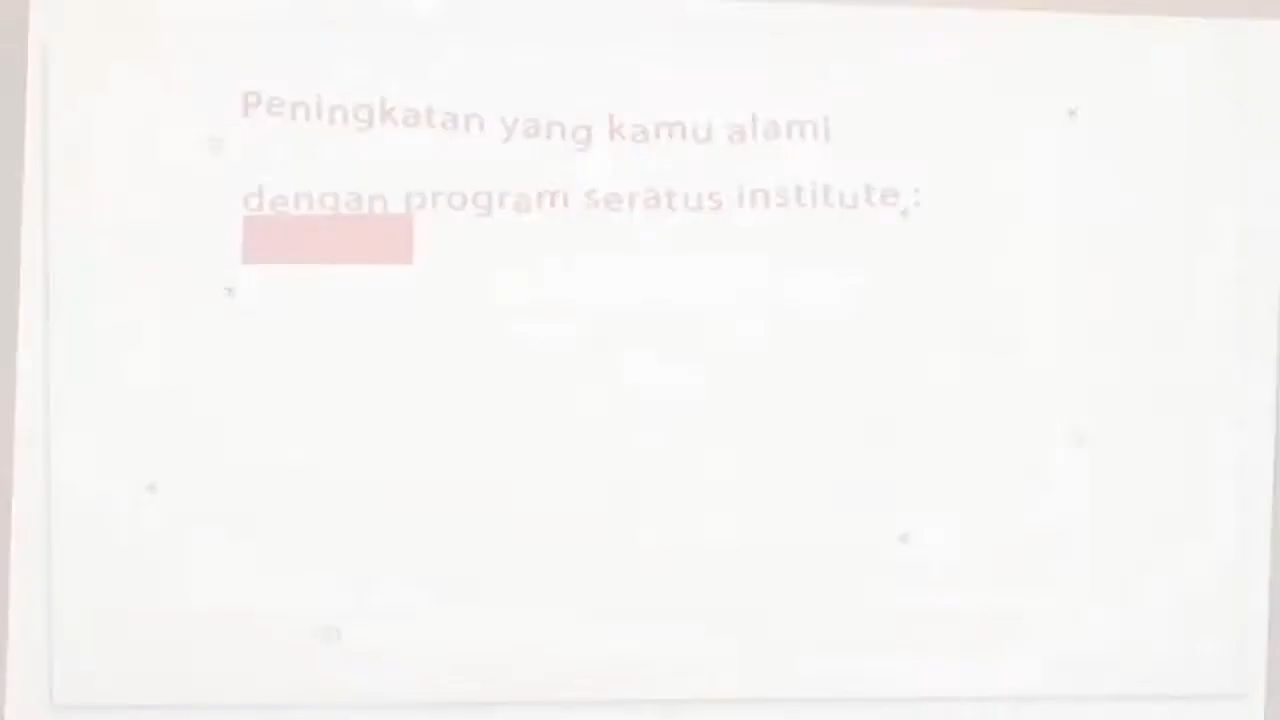 Peningkatan yang kamu alami
dengan program seratus institute :